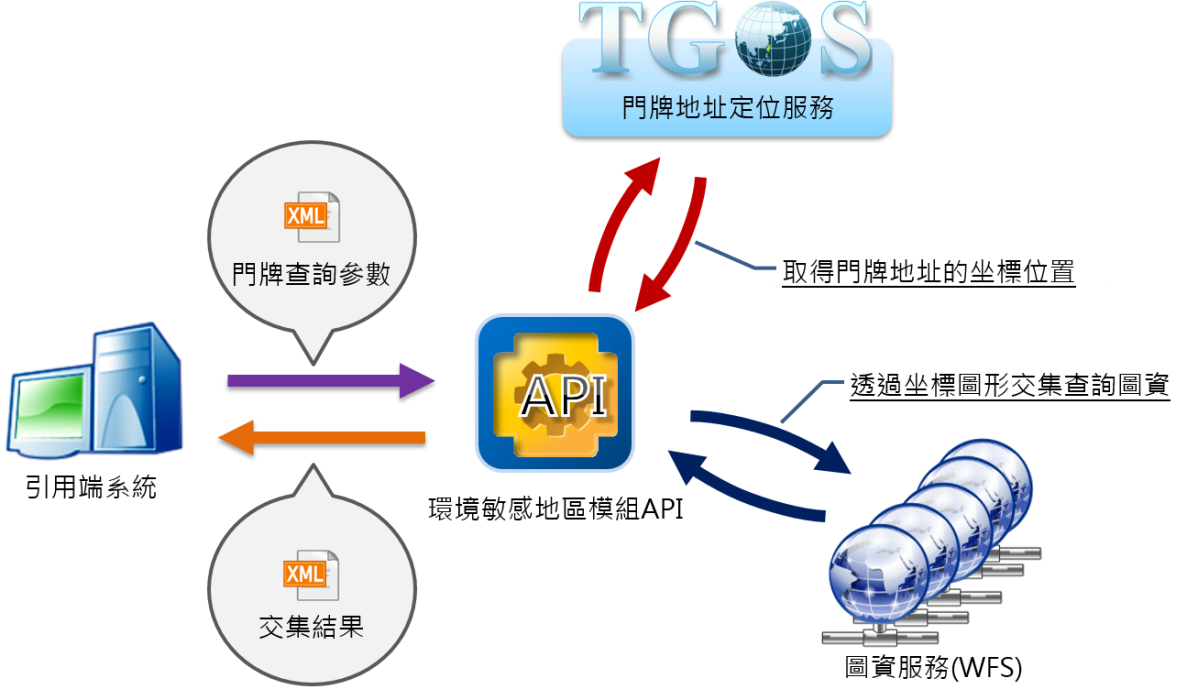 TGOS
門牌地址定位服務
XML
門牌查詢參數
取得門牌地址的坐標位置
API
透過坐標圖形交集查詢圖資
引用端系統
環境敏感地區模組API
XML
交集結果
圖資服務(WFS)